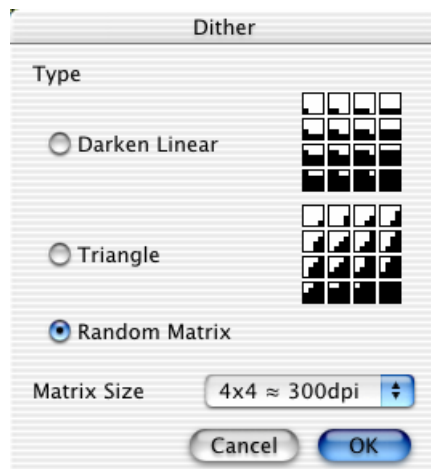 Dither
Type
Darken Linear
Triangle
Random Matrix
Matrix Size 4x4 ≈ 300dpi
Cancel OK